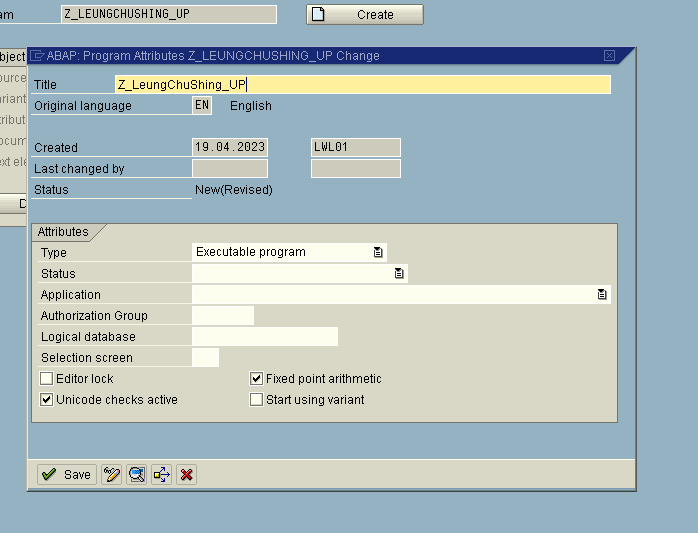 am Z_LEUNGCHUSHING_UP Create
bject ABAP: Program Attributes Z_LEUNGCHUSHING_UP Change
ource
Title Z_LeungChuShing_UP
ariant
Original language EN English
ttribut
ocum
Created 19.04.2023 LWL01
ext ele
Last changed by
Status New(Revised)
D
Attributes
Type Executable program
Status
Application
Authorization Group
Logical database
Selection screen
Editor lock Fixed point arithmetic
Unicode checks active Start using variant
Save